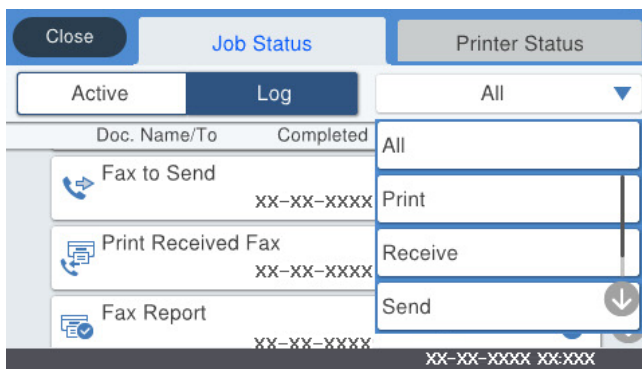 Close Job Status Printer Status
Active Log All
Doc. Name/To Completed
All
Fax to Send
XX-XX-XXXX
Print
Print Received Fax
XX-XX-XXXX
Receive
Fax Report
XX-XX-XXXX
Send
XX-XX-XXXX XX:XXX